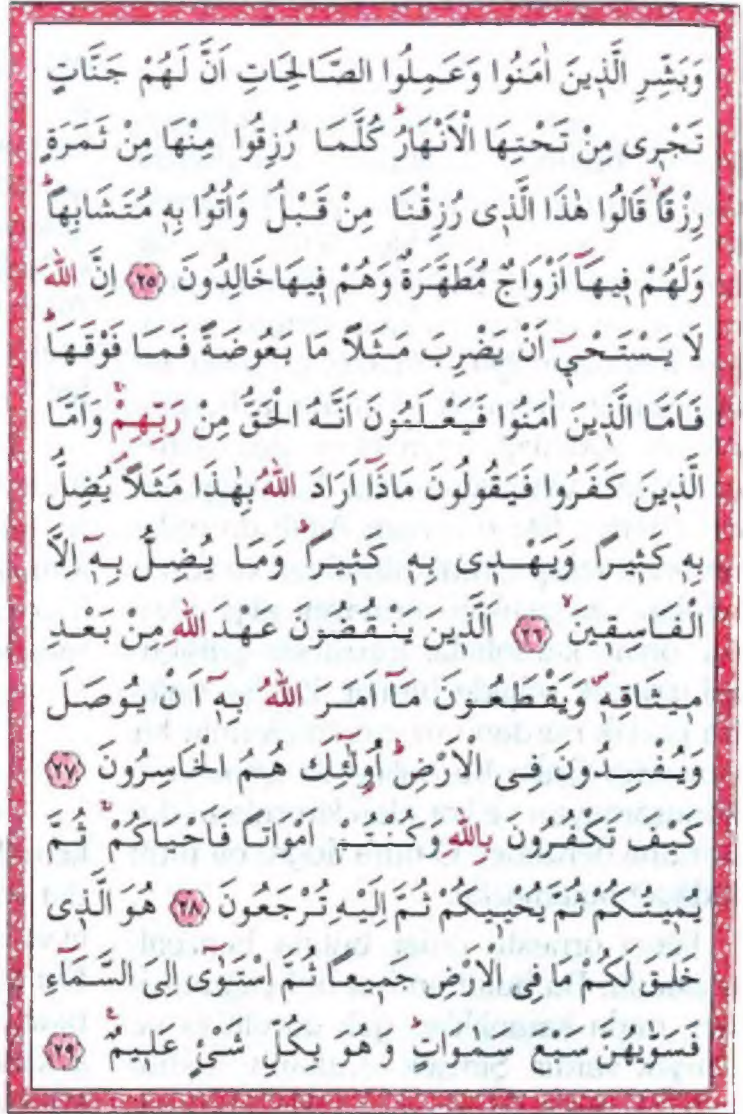 وَبَشِّرِ الَّذٖينَ اٰمَنُوا وَعَمِلُوا الصَّالِحَاتِ اَنَّ لَهُمْ جَنَّاتٍ
تَجْرٖى مِنْ تَحْتِهَا الْاَنْهَارُؕ كُلَّمَا رُزِقُوا مِنْهَا مِنْ ثَمَرَةٍ
رِزْقًاۙ قَالُوا هٰذَا الَّذٖى رُزِقْنَا مِنْ قَبْلُ وَاُتُوا بِهٖ مُتَشَابِهًاؕ
وَلَهُمْ فٖيهَٓا اَزْوَاجٌ مُطَهَّرَةٌ وَهُمْ فٖيهَا خَالِدُونَ ﴿٢٥﴾ اِنَّ اللّٰهَ
لَا يَسْتَحْيٖٓ اَنْ يَضْرِبَ مَثَلًا مَا بَعُوضَةً فَمَا فَوْقَهَاؕ
فَاَمَّا الَّذٖينَ اٰمَنُوا فَيَعْلَمُونَ اَنَّهُ الْحَقُّ مِنْ رَبِّهِمْۚ وَاَمَّا
الَّذٖينَ كَفَرُوا فَيَقُولُونَ مَاذَٓا اَرَادَ اللّٰهُ بِهٰذَا مَثَلًاۘ يُضِلُّ
بِهٖ كَثٖيرًا وَيَهْدٖى بِهٖ كَثٖيرًاؕ وَمَا يُضِلُّ بِهٖٓ اِلَّا
الْفَاسِقٖينَۙ ﴿٢٦﴾ اَلَّذٖينَ يَنْقُضُونَ عَهْدَ اللّٰهِ مِنْ بَعْدِ
مٖيثَاقِهٖ وَيَقْطَعُونَ مَٓا اَمَرَ اللّٰهُ بِهٖٓ اَنْ يُوصَلَ
وَيُفْسِدُونَ فِى الْاَرْضِؕ اُولٰٓئِكَ هُمُ الْخَاسِرُونَ ﴿٢٧﴾
كَيْفَ تَكْفُرُونَ بِاللّٰهِ وَكُنْتُمْ اَمْوَاتًا فَاَحْيَاكُمْۚ ثُمَّ
يُمٖيتُكُمْ ثُمَّ يُحْيٖيكُمْ ثُمَّ اِلَيْهِ تُرْجَعُونَ ﴿٢٨﴾ هُوَ الَّذٖى
خَلَقَ لَكُمْ مَا فِى الْاَرْضِ جَمٖيعًا ثُمَّ اسْتَوٰٓى اِلَى السَّمَٓاءِ
فَسَوّٰيهُنَّ سَبْعَ سَمٰوَاتٍؕ وَهُوَ بِكُلِّ شَىْءٍ عَلٖيمٌ ﴿٢٩﴾